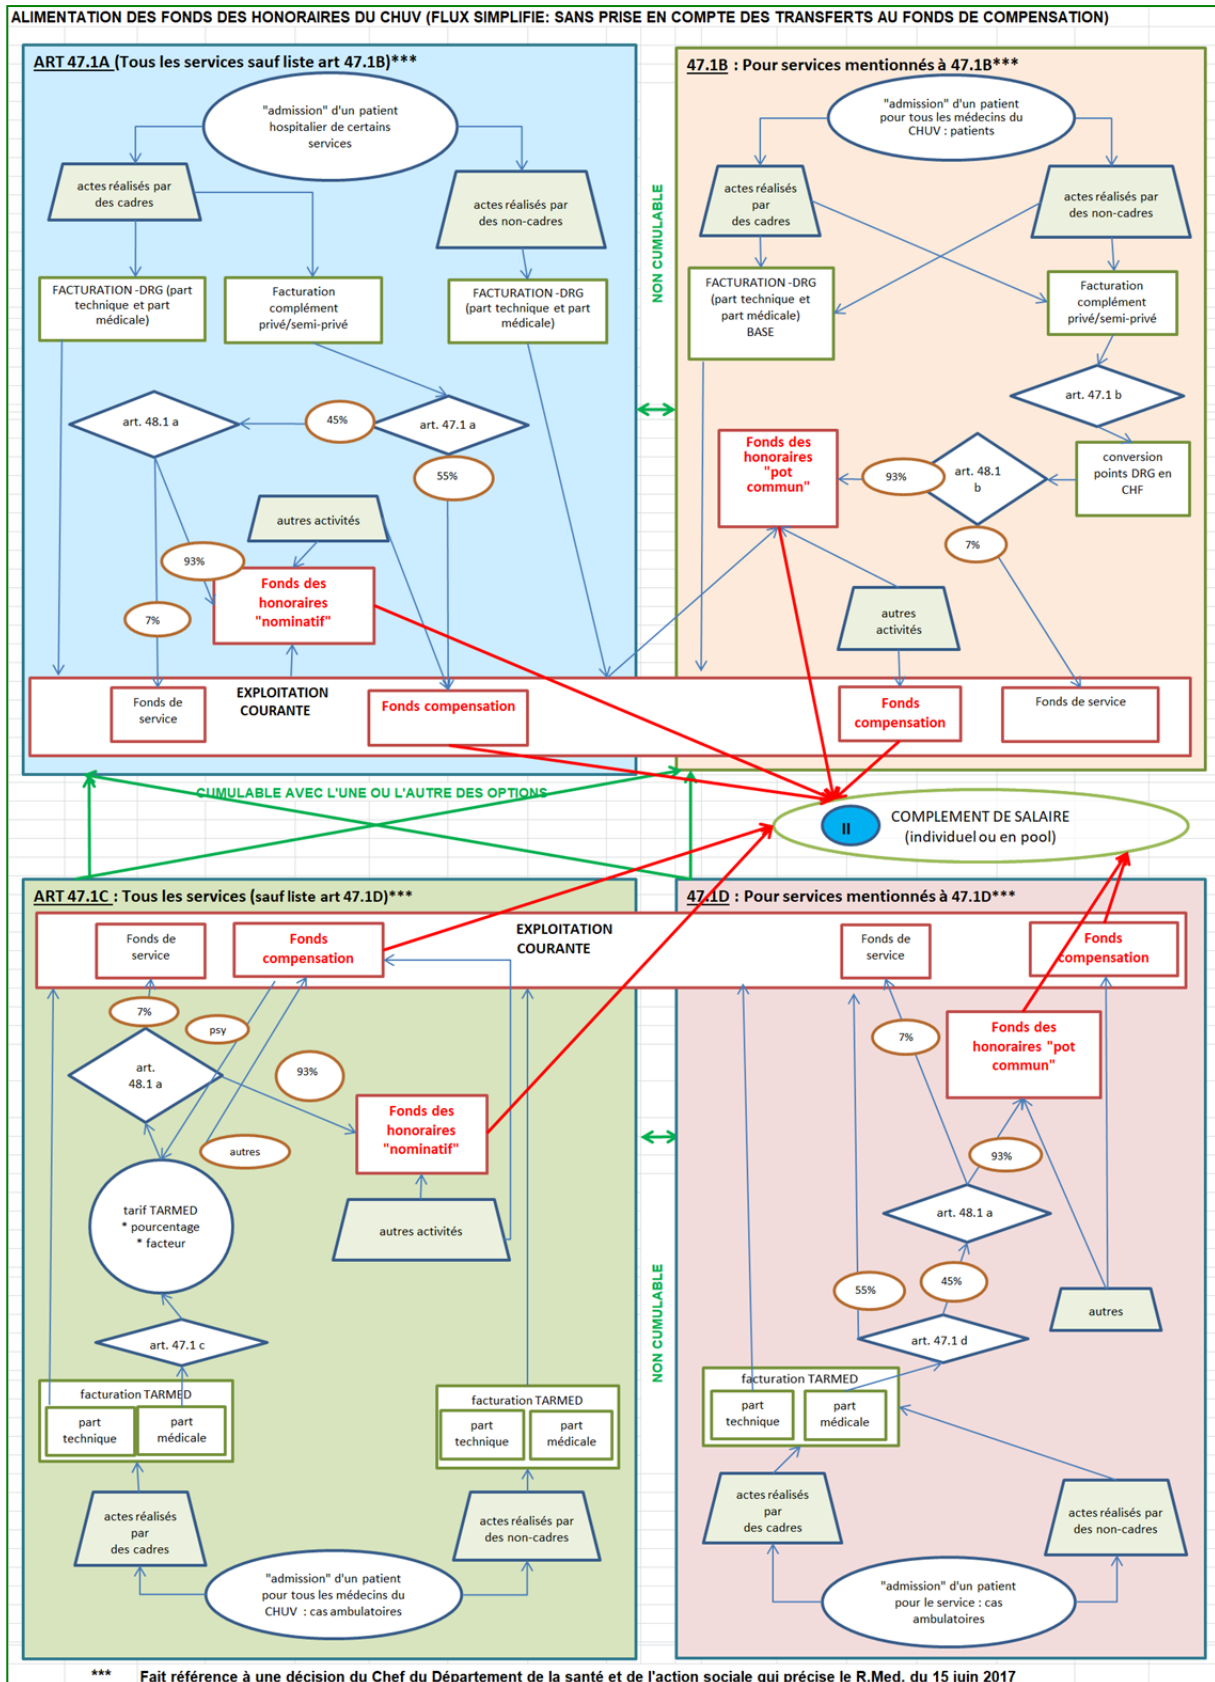 ALIMENTATION DES FONDS DES HONORAIRES DU CHUV (FLUX SIMPLIFIE: SANS PRISE EN COMPTE DES TRANSFERTS AU FONDS DE COMPENSATION)
ART 47.1A (Tous les services sauf liste art 47.1B)***
"admission" d'un patient
hospitalier de certains
services
actes réalisés par
des cadres
actes réalisés par
des non-cadres
FACTURATION -DRG (part
technique et part
médicale)
Facturation
complément
privé/semi-privé
FACTURATION -DRG
(part technique et part
médicale)
art. 48.1 a
45%
art. 47.1 a
55%
autres activités
93%
Fonds des
honoraires
"nominatif"
7%
Fonds de
service
EXPLOITATION
COURANTE
Fonds compensation
NON CUMULABLE
47.1B : Pour services mentionnés à 47.1B***
"admission" d'un patient
pour tous les médecins du
CHUV : patients
actes réalisés
par
des cadres
actes réalisés par
des non-cadres
FACTURATION -DRG
(part technique et
part médicale)
BASE
Facturation
complément
privé/semi-privé
art. 47.1 b
Fonds des
honoraires
"pot
commun"
93%
art. 48.1
b
conversion
points DRG en
CHF
7%
autres
activités
Fonds
compensation
Fonds de service
CUMULABLE AVEC L'UNE OU L'AUTRE DES OPTIONS
II
COMPLEMENT DE SALAIRE
(individuel ou en pool)
ART 47.1C : Tous les services (sauf liste art 47.1D)***
Fonds de
service
Fonds
compensation
EXPLOITATION
COURANTE
7%
psy
art.
48.1 a
93%
Fonds des
honoraires
"nominatif"
autres
tarif TARMED
* pourcentage
* facteur
autres activités
art. 47.1 c
facturation TARMED
part
technique
part
médicale
facturation TARMED
part
technique
part
médicale
actes réalisés
par
des cadres
actes réalisés par
des non-cadres
"admission" d'un patient
pour tous les médecins du
CHUV : cas ambulatoires
NON CUMULABLE
47.1D : Pour services mentionnés à 47.1D***
Fonds de
service
Fonds
compensation
7%
Fonds des
honoraires "pot
commun"
93%
art. 48.1 a
55%
45%
autres
art. 47.1 d
facturation TARMED
part
technique
part
médicale
actes réalisés
par
des cadres
actes réalisés par
des non-cadres
"admission" d'un patient
pour le service : cas
ambulatoires
*** Fait référence à une décision du Chef du Département de la santé et de l'action sociale qui précise le R.Med. du 15 juin 2017